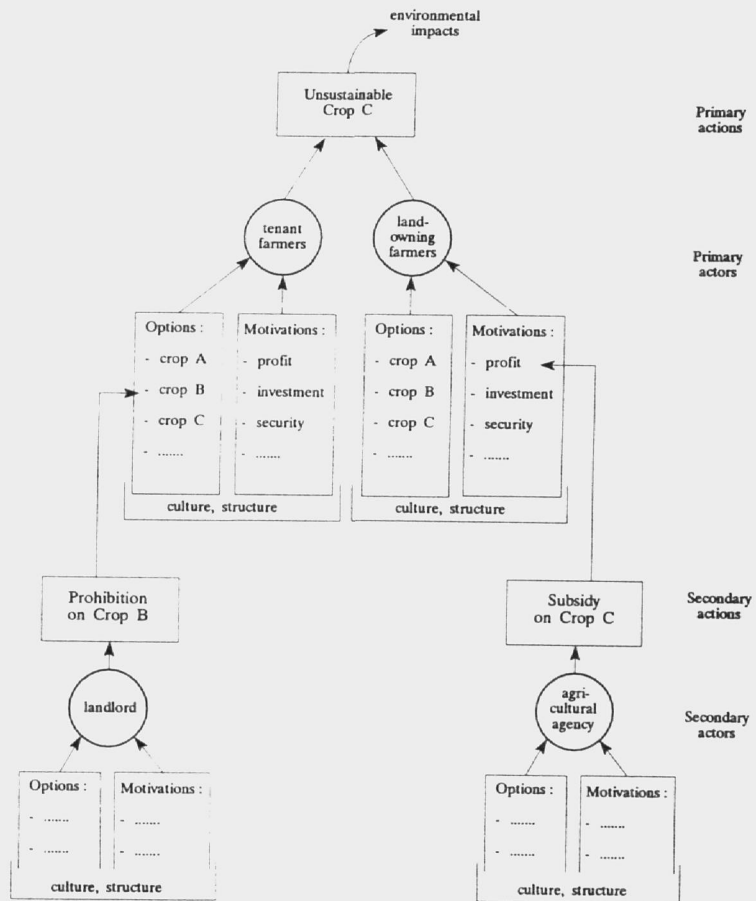 environmental
impacts
Unsustainable
Crop C
Primary
actions
tenant
farmers
land-
owning
farmers
Primary
actors
Options :
- crop A
- crop B
- crop C
- .......
Motivations :
- profit
- investment
- security
- .......
culture, structure
Options :
- crop A
- crop B
- crop C
- .......
Motivations :
- profit
- investment
- security
- .......
culture, structure
Prohibition
on Crop B
Subsidy
on Crop C
Secondary
actions
landlord
agri-
cultural
agency
Secondary
actors
Options :
- .......
- .......
Motivations :
- .......
- .......
culture, structure
Options :
- .......
- .......
Motivations :
- .......
- .......
culture, structure